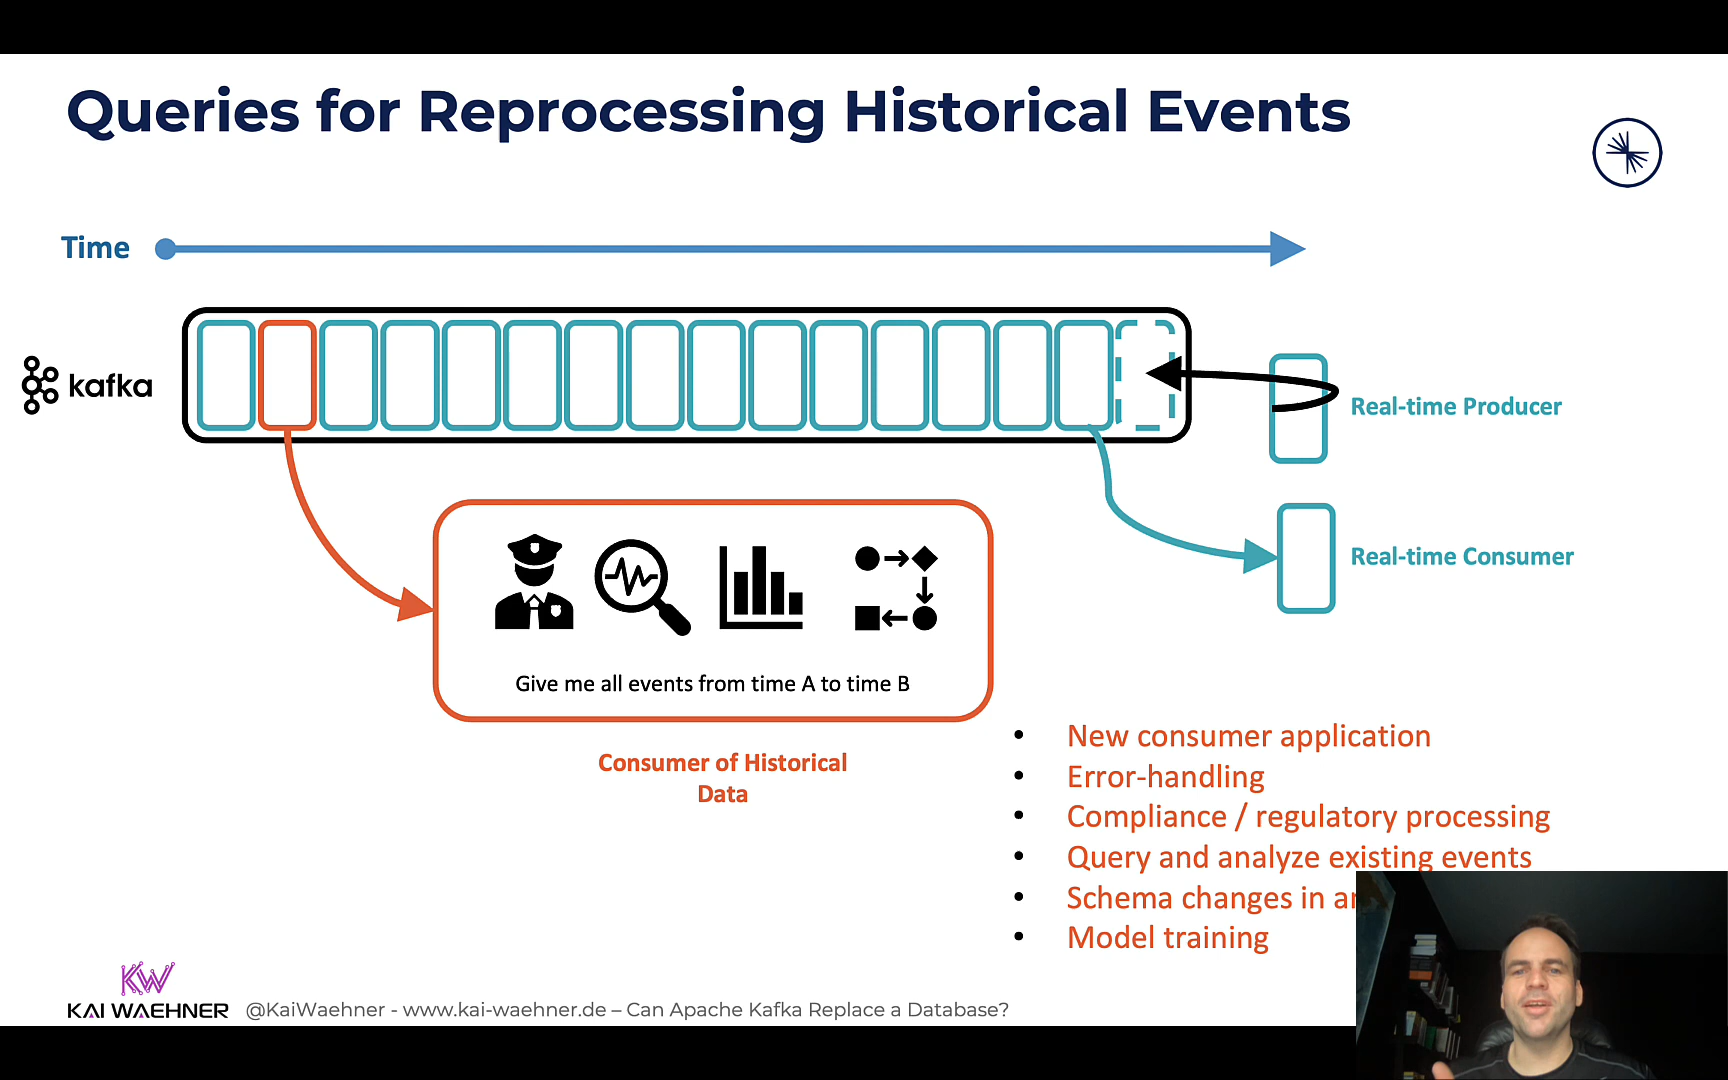 Queries for Reprocessing Historical Events
Time
kafka
Real-time Producer
Real-time Consumer
Give me all events from time A to time B
Consumer of Historical
Data
• New consumer application
• Error-handling
• Compliance / regulatory processing
• Query and analyze existing events
• Schema changes in
• Model training
KW
KAI WAEHNER
@KaiWaehner - www.kai-waehner.de – Can Apache Kafka Replace a Database?